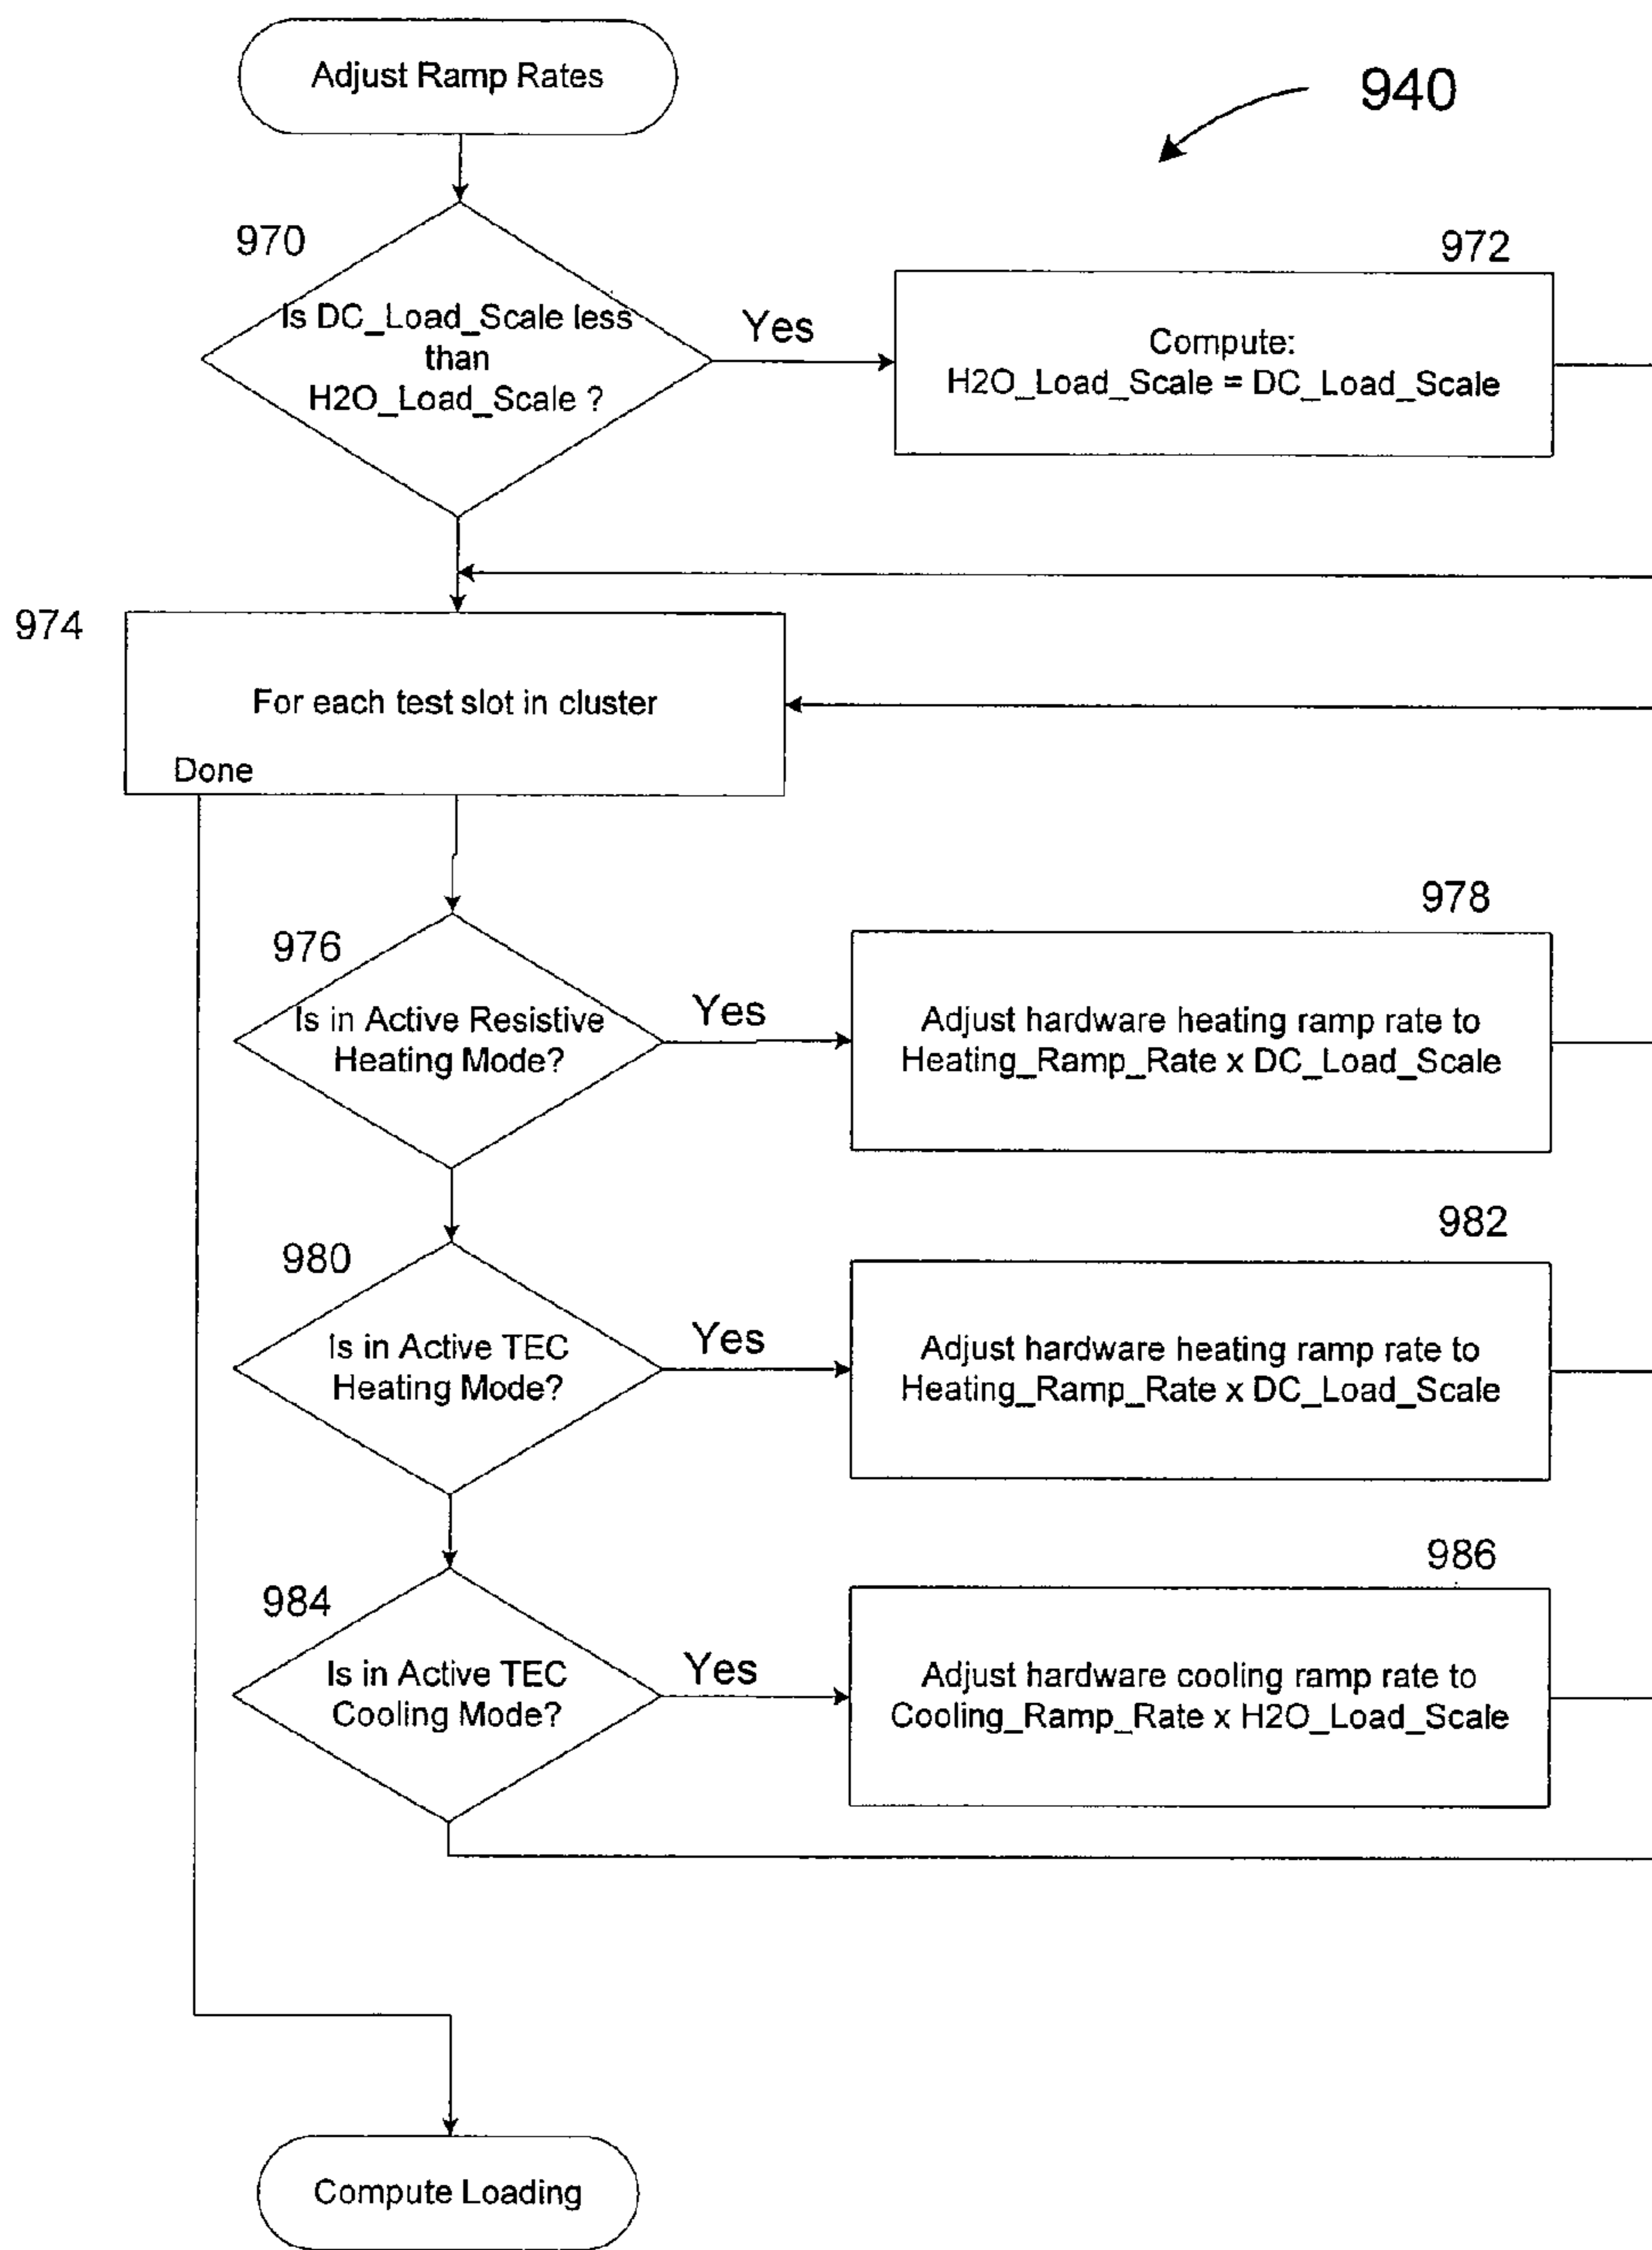 Adjust Ramp Rates
940
970
Is DC_Load_Scale less
than
H2O_Load_Scale ?
Yes
972
Compute:
H2O_Load_Scale = DC_Load_Scale
974
For each test slot in cluster
Done
976
Is in Active Resistive
Heating Mode?
Yes
978
Adjust hardware heating ramp rate to
Heating_Ramp_Rate x DC_Load_Scale
980
Is in Active TEC
Heating Mode?
Yes
982
Adjust hardware heating ramp rate to
Heating_Ramp_Rate x DC_Load_Scale
984
Is in Active TEC
Cooling Mode?
Yes
986
Adjust hardware cooling ramp rate to
Cooling_Ramp_Rate x H2O_Load_Scale
Compute Loading